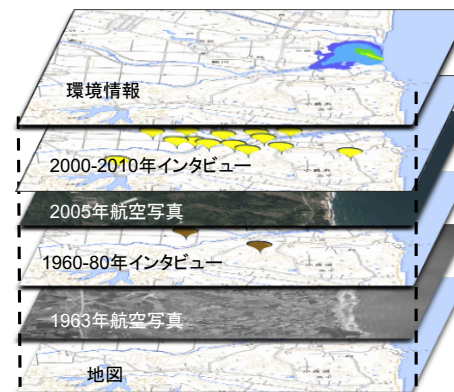 環境情報
2000-2010年インタビュー
2005年航空写真
1960-80年インタビュー
1963年航空写真
地図